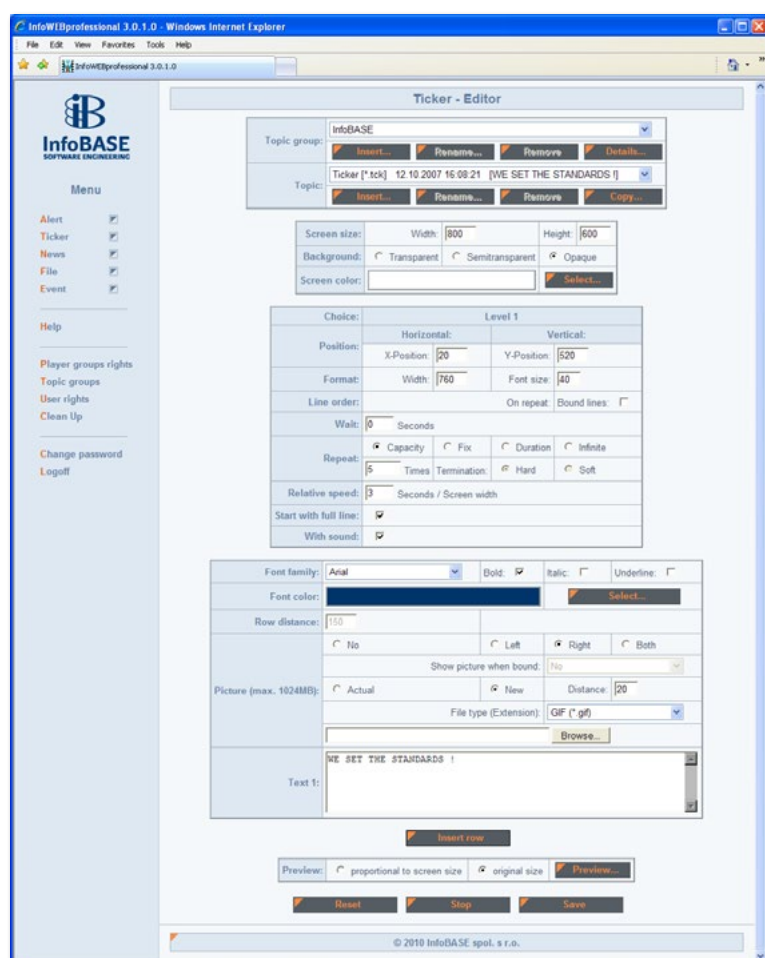 InfoWEBprofessional 3.0.1.0 - Windows Internet Explorer
File Edit View Favorites Tools Help
InfoWEBprofessional 3.0.1.0
InfoBASE
SOFTWARE ENGINEERING
Menu
Alert
Ticker
News
File
Event
Help
Player groups rights
Topic groups
User rights
Clean Up
Change password
Logoff
Ticker - Editor
Topic group: InfoBASE
Insert... Rename... Remove Details...
Topic: Ticker [*.tck] 12.10.2007 16:08:21 [WE SET THE STANDARDS !]
Insert... Rename... Remove Copy...
Screen size: Width: 800 Height: 600
Background: Transparent Semitransparent Opaque
Screen color: Select...
Choice: Level 1
Position: Horizontal: Vertical:
X-Position: 20 Y-Position: 520
Format: Width: 760 Font size: 40
Line order: On repeat: Bound lines:
Wait: 0 Seconds
Repeat: Capacity Fix Duration Infinite
5 Times Termination: Hard Soft
Relative speed: 3 Seconds / Screen width
Start with full line:
With sound:
Font family: Arial Bold: Italic: Underline:
Font color: Select...
Row distance: 150
Picture (max. 1024MB): No Left Right Both
Show picture when bound: No
Actual New Distance: 20
File type (Extension): GIF (*.gif)
Browse...
Text 1: WE SET THE STANDARDS !
Insert row
Preview: proportional to screen size original size Preview...
Reset Stop Save
© 2010 InfoBASE spol. s r.o.